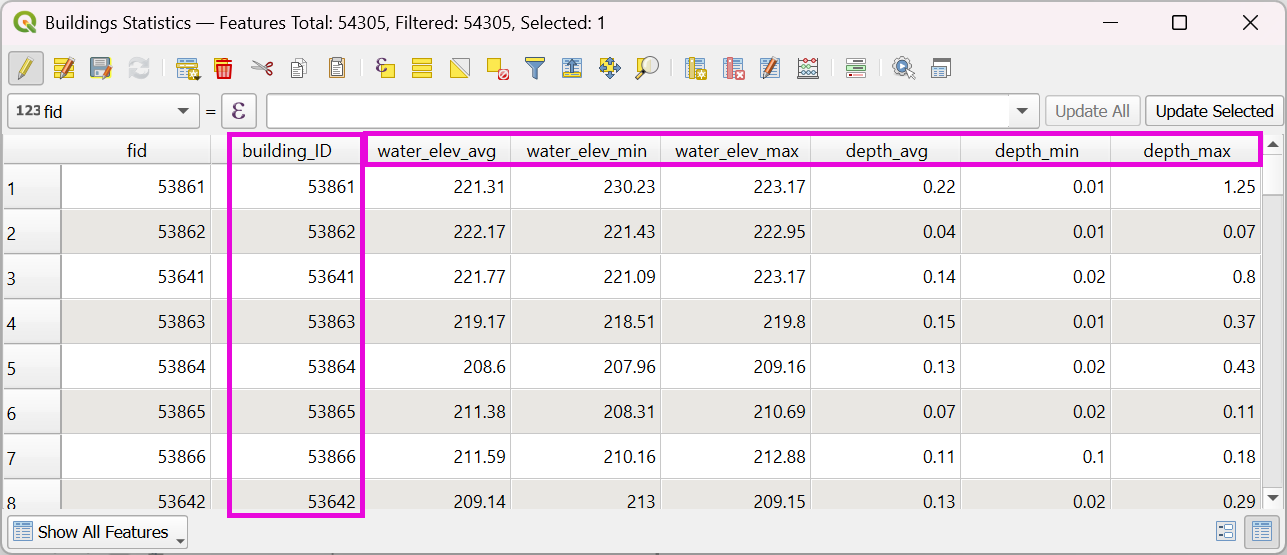 Buildings Statistics — Features Total: 54305, Filtered: 54305, Selected: 1
123 fid = ε Update All Update Selected
fid building_ID water_elev_avg water_elev_min water_elev_max depth_avg depth_min depth_max
1 53861 53861 221.31 230.23 223.17 0.22 0.01 1.25
2 53862 53862 222.17 221.43 222.95 0.04 0.01 0.07
3 53641 53641 221.77 221.09 223.17 0.14 0.02 0.8
4 53863 53863 219.17 218.51 219.8 0.15 0.01 0.37
5 53864 53864 208.6 207.96 209.16 0.13 0.02 0.43
6 53865 53865 211.38 208.31 210.69 0.07 0.02 0.11
7 53866 53866 211.59 210.16 212.88 0.11 0.1 0.18
8 53642 53642 209.14 213 209.15 0.13 0.02 0.29
Show All Features